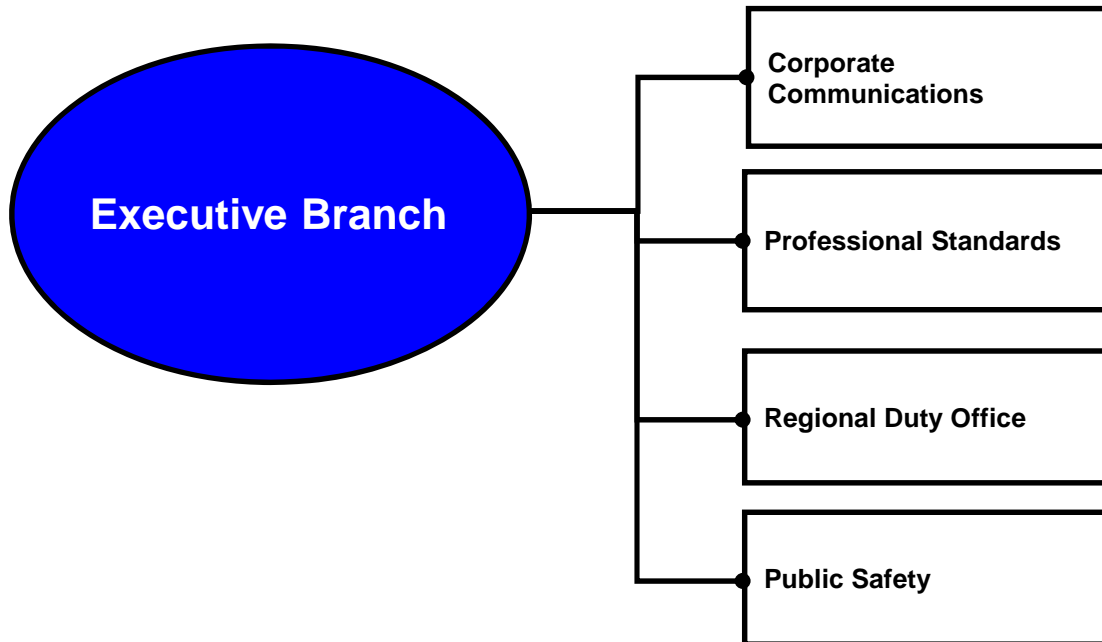 Executive Branch
Corporate
Communications
Professional Standards
Regional Duty Office
Public Safety